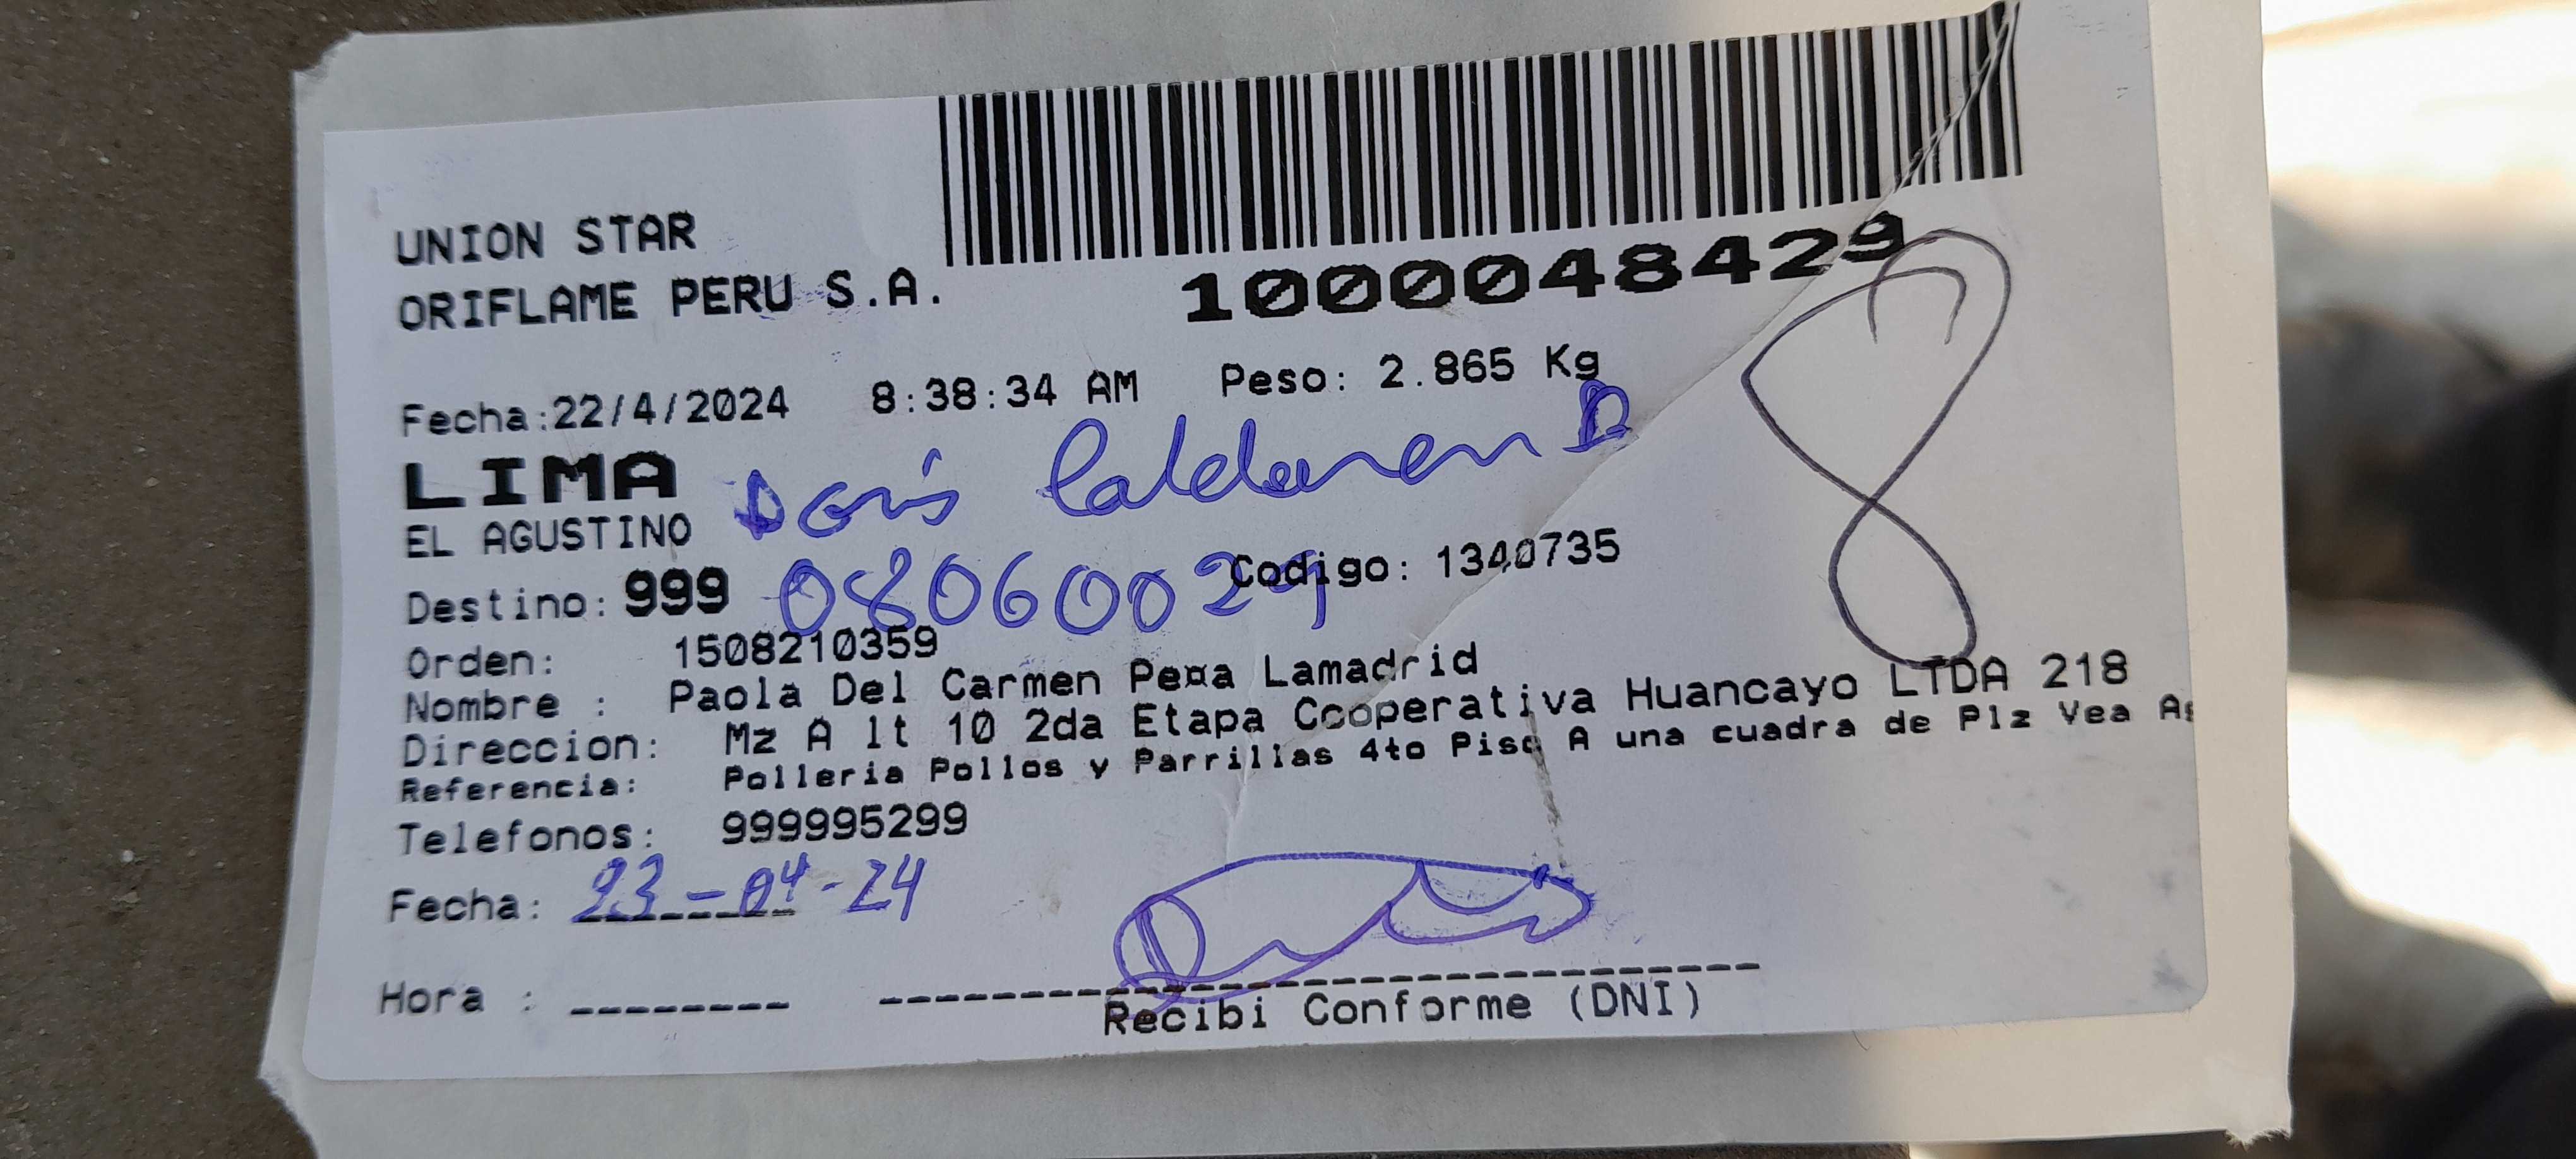 UNION STAR
ORIFLAME PERU S.A.
1000048429
8
Fecha:22/4/2024 8:38:34 AM Peso: 2.865 Kg
LIMA
Doris Calderon D
EL AGUSTINO
Destino: 999 08060029 Codigo: 1340735
Orden: 1508210359
Nombre : Paola Del Carmen Pe¤a Lamadrid
Direccion: Mz A lt 10 2da Etapa Cooperativa Huancayo LTDA 218
Referencia: Polleria Pollos y Parrillas 4to Piso A una cuadra de Plz Vea
Telefonos: 999995299
Fecha: 23-04-24
Hora :
Recibi Conforme (DNI)